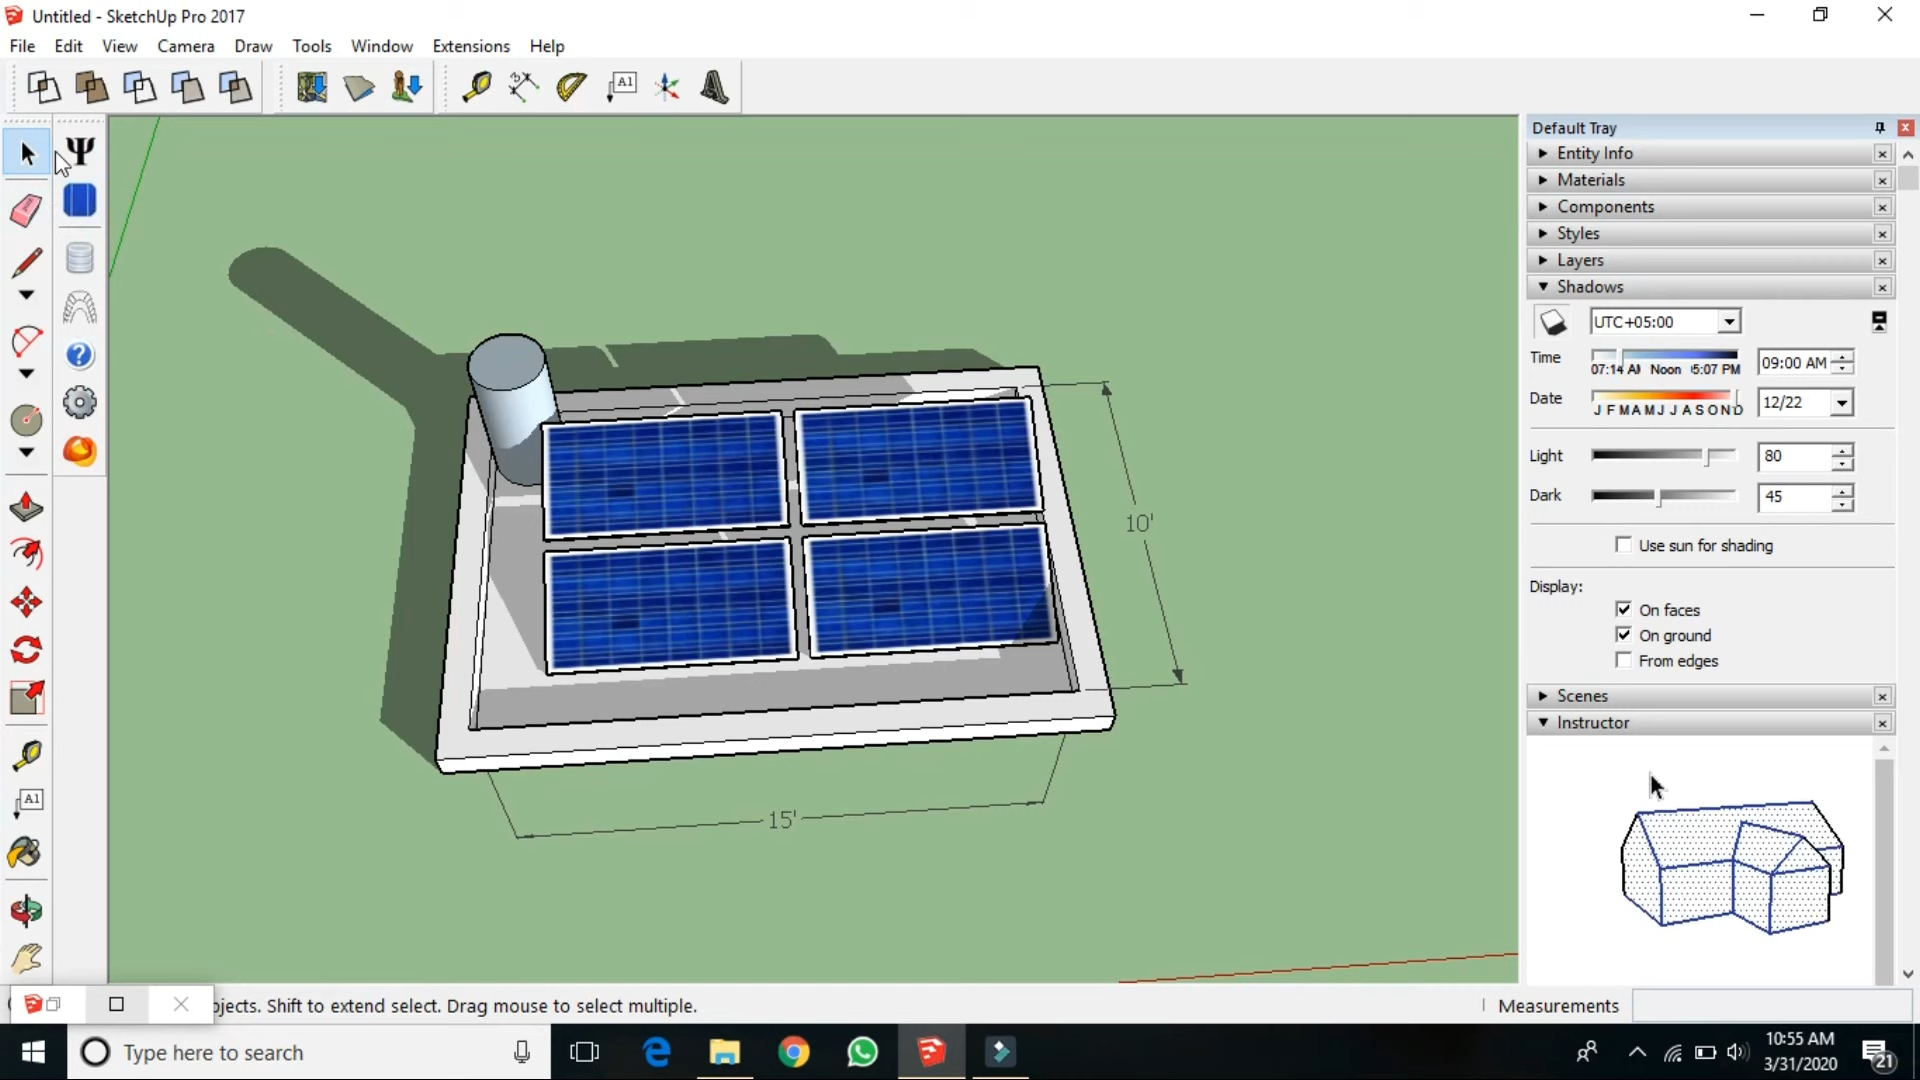 Untitled - SketchUp Pro 2017
File Edit View Camera Draw Tools Window Extensions Help
A1
Default Tray
Entity Info
Materials
Components
Styles
Layers
Shadows
UTC+05:00
Time
07:14 AM Noon 05:07 PM
09:00 AM
Date
J F M A M J J A S O N D
12/22
Light
80
Dark
45
Use sun for shading
Display:
On faces
On ground
From edges
Scenes
Instructor
10'
15'
A1
bjects. Shift to extend select. Drag mouse to select multiple.
Measurements
Type here to search
10:55 AM
3/31/2020
21